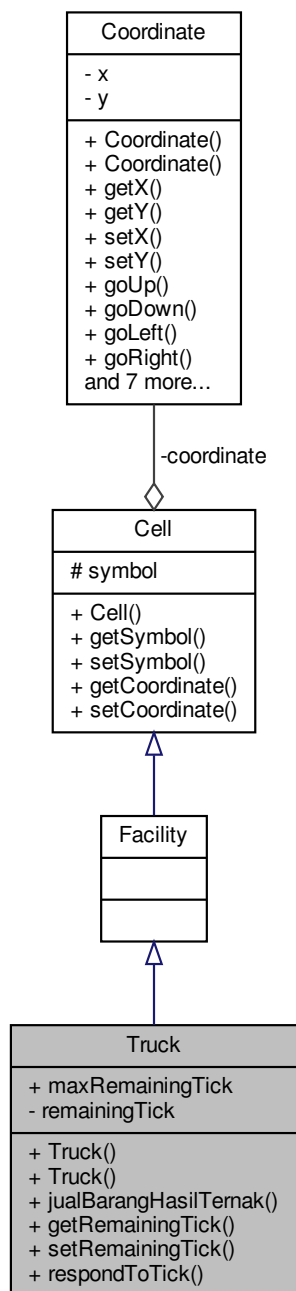 Coordinate
- x
- y
+ Coordinate()
+ Coordinate()
+ getX()
+ getY()
+ setX()
+ setY()
+ goUp()
+ goDown()
+ goLeft()
+ goRight()
and 7 more...
-coordinate
Cell
# symbol
+ Cell()
+ getSymbol()
+ setSymbol()
+ getCoordinate()
+ setCoordinate()
Facility
Truck
+ maxRemainingTick
- remainingTick
+ Truck()
+ Truck()
+ jualBarangHasilTernak()
+ getRemainingTick()
+ setRemainingTick()
+ respondToTick()